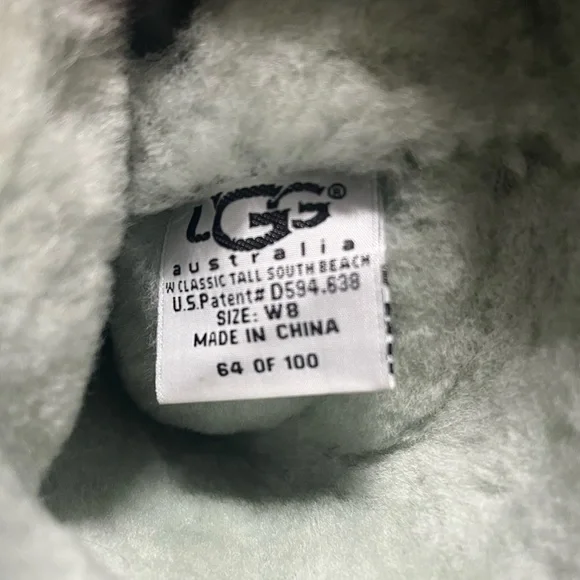 UGG®
australia
W CLASSIC TALL SOUTH BEACH
U.S.Patent# D594.638
SIZE: W8
MADE IN CHINA
64 OF 100